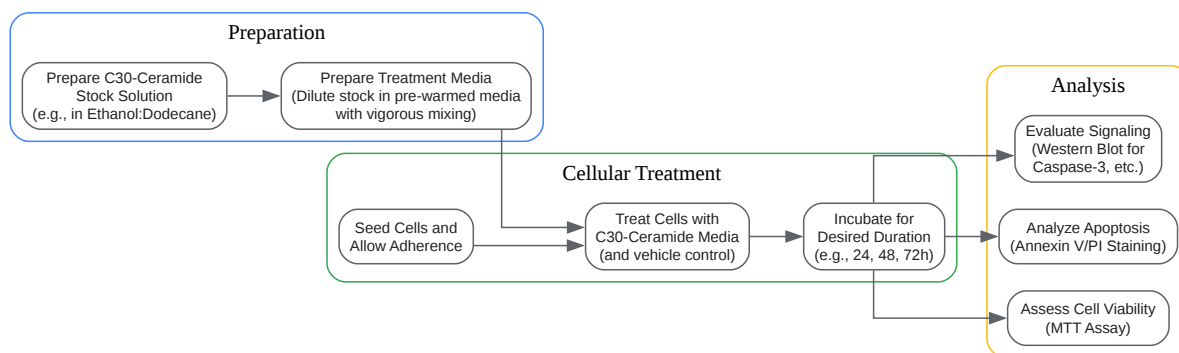 Preparation
Prepare C30-Ceramide
Stock Solution
(e.g., in Ethanol:Dodecane)
Prepare Treatment Media
(Dilute stock in pre-warmed media
with vigorous mixing)
Cellular Treatment
Seed Cells and
Allow Adherence
Treat Cells with
C30-Ceramide Media
(and vehicle control)
Incubate for
Desired Duration
(e.g., 24, 48, 72h)
Analysis
Evaluate Signaling
(Western Blot for
Caspase-3, etc.)
Analyze Apoptosis
(Annexin V/PI Staining)
Assess Cell Viability
(MTT Assay)